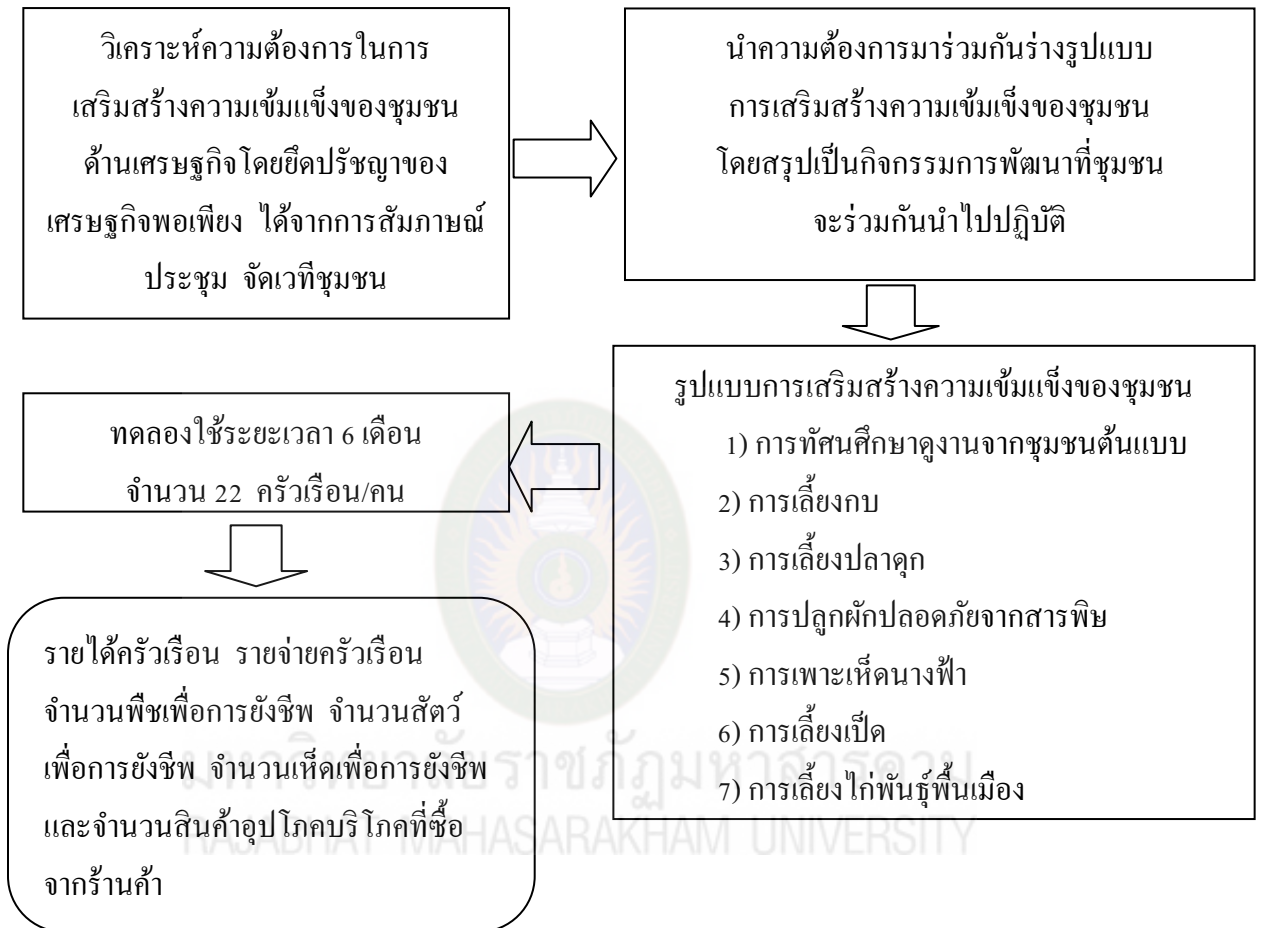 วิเคราะห์ความต้องการในการ
เสริมสร้างความเข้มแข็งของชุมชน
ด้านเศรษฐกิจโดยยึดปรัชญาของ
เศรษฐกิจพอเพียง ได้จากการสัมภาษณ์
ประชุม จัดเวทีชุมชน
นำความต้องการมาร่วมกันร่างรูปแบบ
การเสริมสร้างความเข้มเข็งของชุมชน
โดยสรุปเป็นกิจกรรมการพัฒนาที่ชุมชน
จะร่วมกันนำไปปฏิบัติ
รูปแบบการเสริมสร้างความเข้มแข็งของชุมชน
1) การทัศนศึกษาดูงานจากชุมชนต้นแบบ
2) การเลี้ยงกบ
3) การเลี้ยงปลาดุก
4) การปลูกผักปลอดภัยจากสารพิษ
5) การเพาะเห็ดนางฟ้า
6) การเลี้ยงเป็ด
7) การเลี้ยงไก่พันธุ์พื้นเมือง
ทดลองใช้ระยะเวลา 6 เดือน
จำนวน 22 ครัวเรือน/คน
รายได้ครัวเรือน รายจ่ายครัวเรือน
จำนวนพืชเพื่อการยังชีพ จำนวนสัตว์
เพื่อการยังชีพ จำนวนเห็ดเพื่อการยังชีพ
และจำนวนสินค้าอุปโภคบริโภคที่ซื้อ
จากร้านค้า
มหาวิทยาลัยราชภัฏมหาสารคาม
RAJABHAT MAHASARAKHAM UNIVERSITY